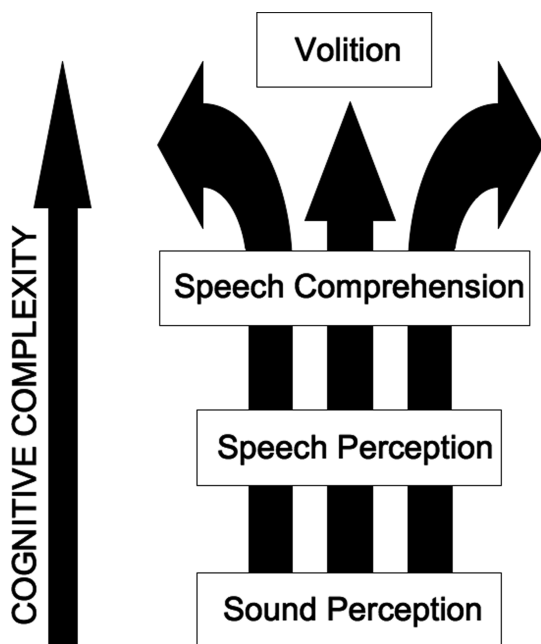 Volition
Speech Comprehension
Speech Perception
Sound Perception
COGNITIVE COMPLEXITY